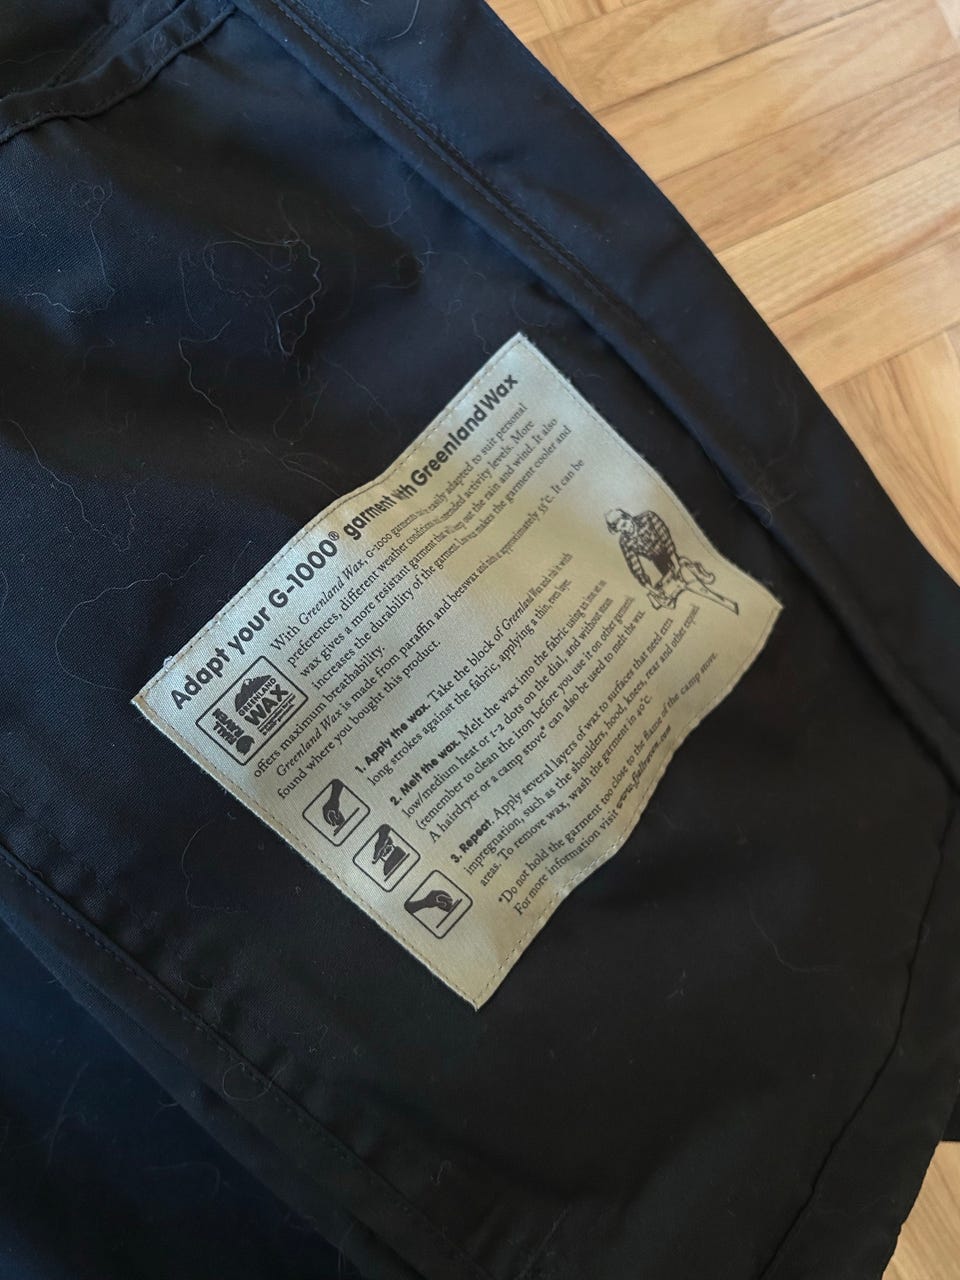 Adapt your G-1000® garment with Greenland Wax
With Greenland Wax, G-1000 garments are easily adapted to suit personal
preferences, different weather conditions and intended activity levels. More
wax gives a more resistant garment that will keep out the rain and wind. It also
increases the durability of the garment. Less wax makes the garment cooler and
offers maximum breathability.
Greenland Wax is made from paraffin and beeswax and melts at approximately 55°C. It can be
found where you bought this product.
GREENLAND
WAX
1. Apply the wax. Take the block of Greenland Wax and rub it with
long strokes against the fabric, applying a thin, even layer.
2. Melt the wax. Melt the wax into the fabric using an iron at
low/medium heat or 1–2 dots on the dial, and without steam
(remember to clean the iron before you use it on other garments).
A hairdryer or a camp stove* can also be used to melt the wax.
3. Repeat. Apply several layers of wax to surfaces that need extra
impregnation, such as the shoulders, hood, knees, rear and other exposed
areas. To remove wax, wash the garment in 40°C.
*Do not hold the garment too close to the flame of the camp stove.
For more information visit www.fjallraven.com